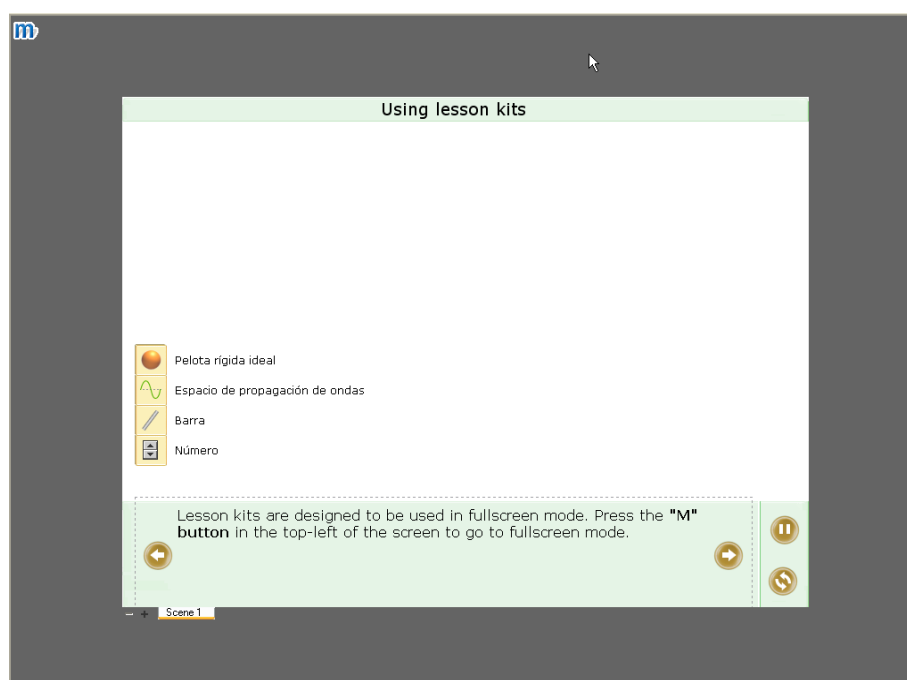 m
Using lesson kits
Pelota rígida ideal
Espacio de propagación de ondas
Barra
Número
Lesson kits are designed to be used in fullscreen mode. Press the "M"
button in the top-left of the screen to go to fullscreen mode.
Scene 1